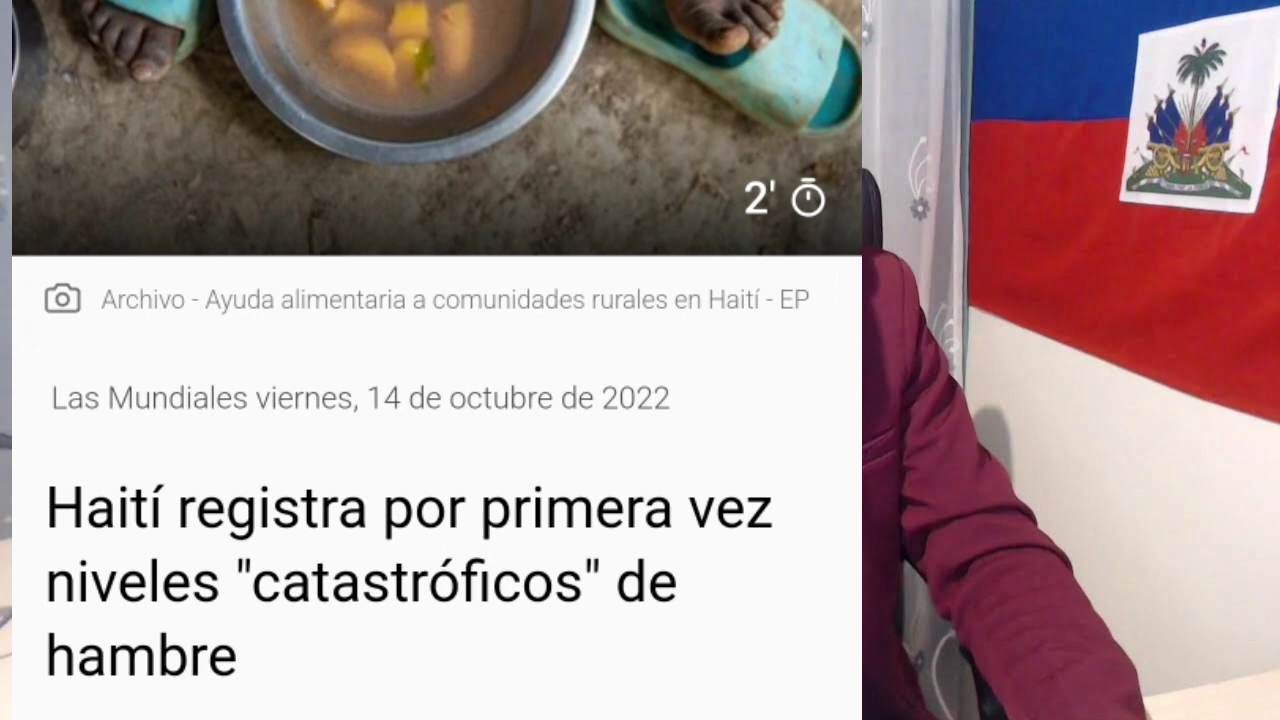 2'
Archivo - Ayuda alimentaria a comunidades rurales en Haití - EP
Las Mundiales viernes, 14 de octubre de 2022
Haití registra por primera vez
niveles "catastróficos" de
hambre